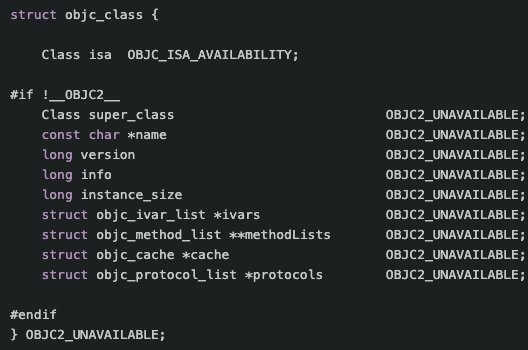 struct objc_class {
Class isa  OBJC_ISA_AVAILABILITY;
#if !__OBJC2__
Class super_class OBJC2_UNAVAILABLE;
const char *name OBJC2_UNAVAILABLE;
long version OBJC2_UNAVAILABLE;
long info OBJC2_UNAVAILABLE;
long instance_size OBJC2_UNAVAILABLE;
struct objc_ivar_list *ivars OBJC2_UNAVAILABLE;
struct objc_method_list **methodLists OBJC2_UNAVAILABLE;
struct objc_cache *cache OBJC2_UNAVAILABLE;
struct objc_protocol_list *protocols OBJC2_UNAVAILABLE;
#endif
} OBJC2_UNAVAILABLE;